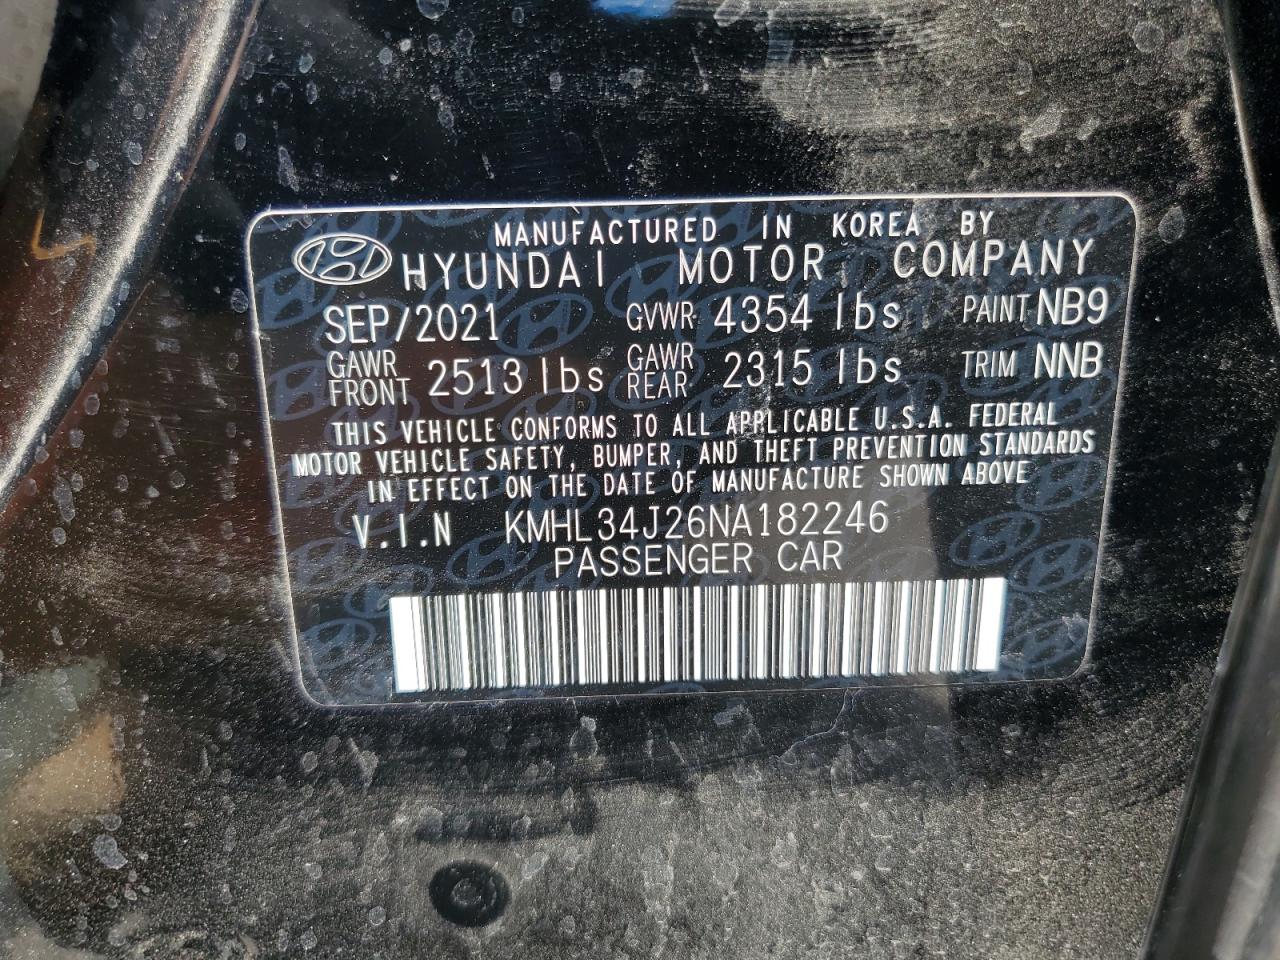 MANUFACTURED IN KOREA BY
HYUNDAI MOTOR COMPANY
SEP/2021 GVWR 4354 lbs PAINT NB9
GAWR FRONT 2513 lbs GAWR REAR 2315 lbs TRIM NNB
THIS VEHICLE CONFORMS TO ALL APPLICABLE U.S.A. FEDERAL
MOTOR VEHICLE SAFETY, BUMPER, AND THEFT PREVENTION STANDARDS
IN EFFECT ON THE DATE OF MANUFACTURE SHOWN ABOVE
V.I.N KMHL34J26NA182246
PASSENGER CAR